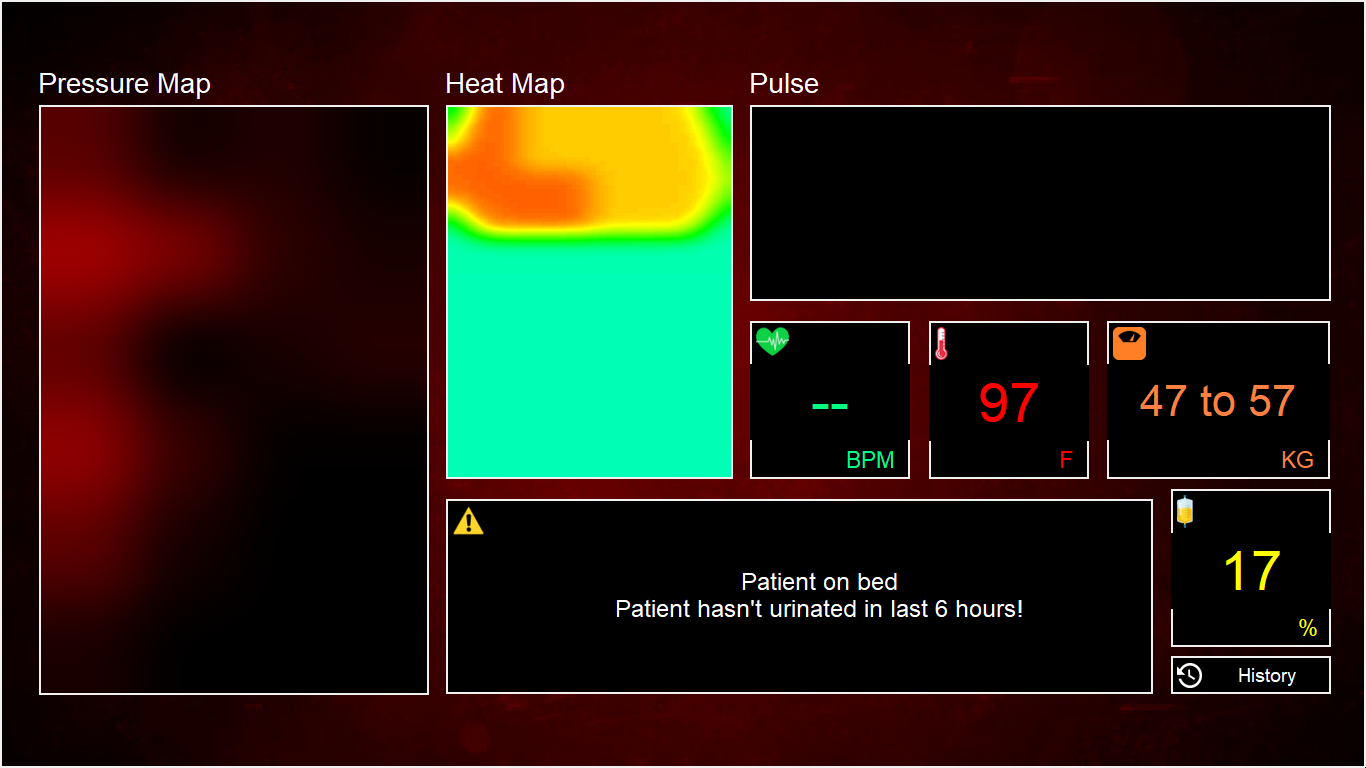 Pressure Map
Heat Map
Pulse
--
BPM
97
F
47 to 57
KG
Patient on bed
Patient hasn't urinated in last 6 hours!
17
%
History